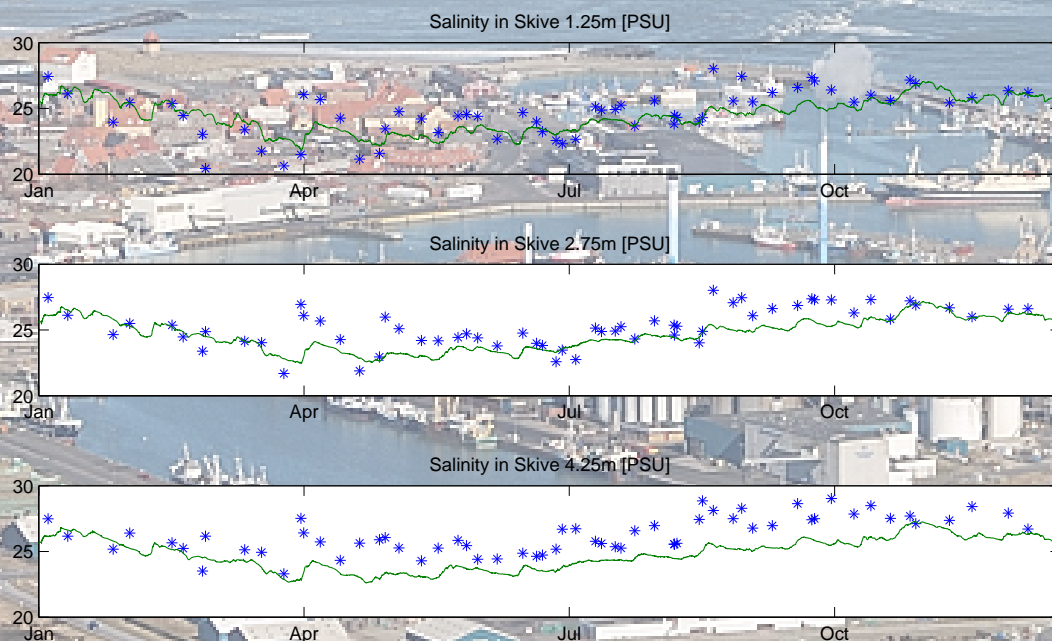 Salinity in Skive 1.25m [PSU]
30
25
20
Jan Apr Jul Oct
Salinity in Skive 2.75m [PSU]
30
25
20
Jan Apr Jul Oct
Salinity in Skive 4.25m [PSU]
30
25
20
Jan Apr Jul Oct